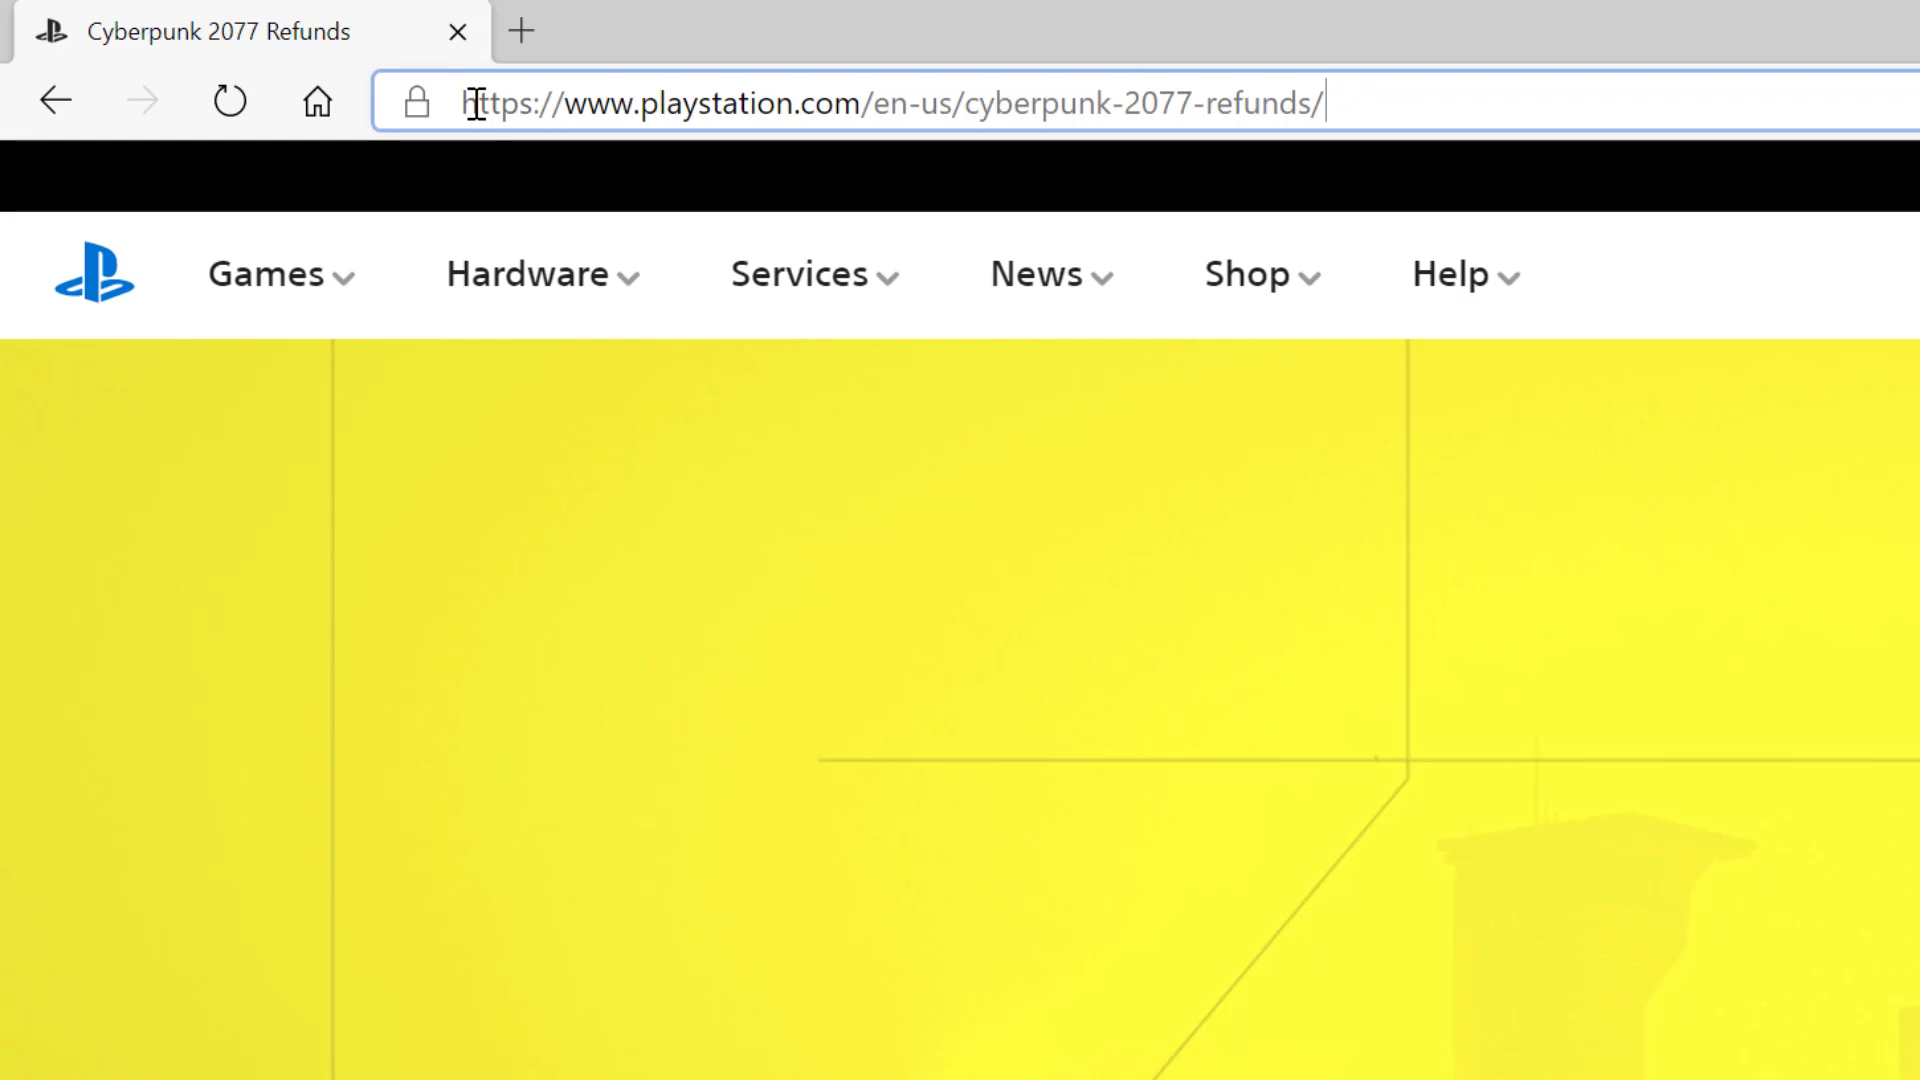 Cyberpunk 2077 Refunds
https://www.playstation.com/en-us/cyberpunk-2077-refunds/
Games Hardware Services News Shop Help